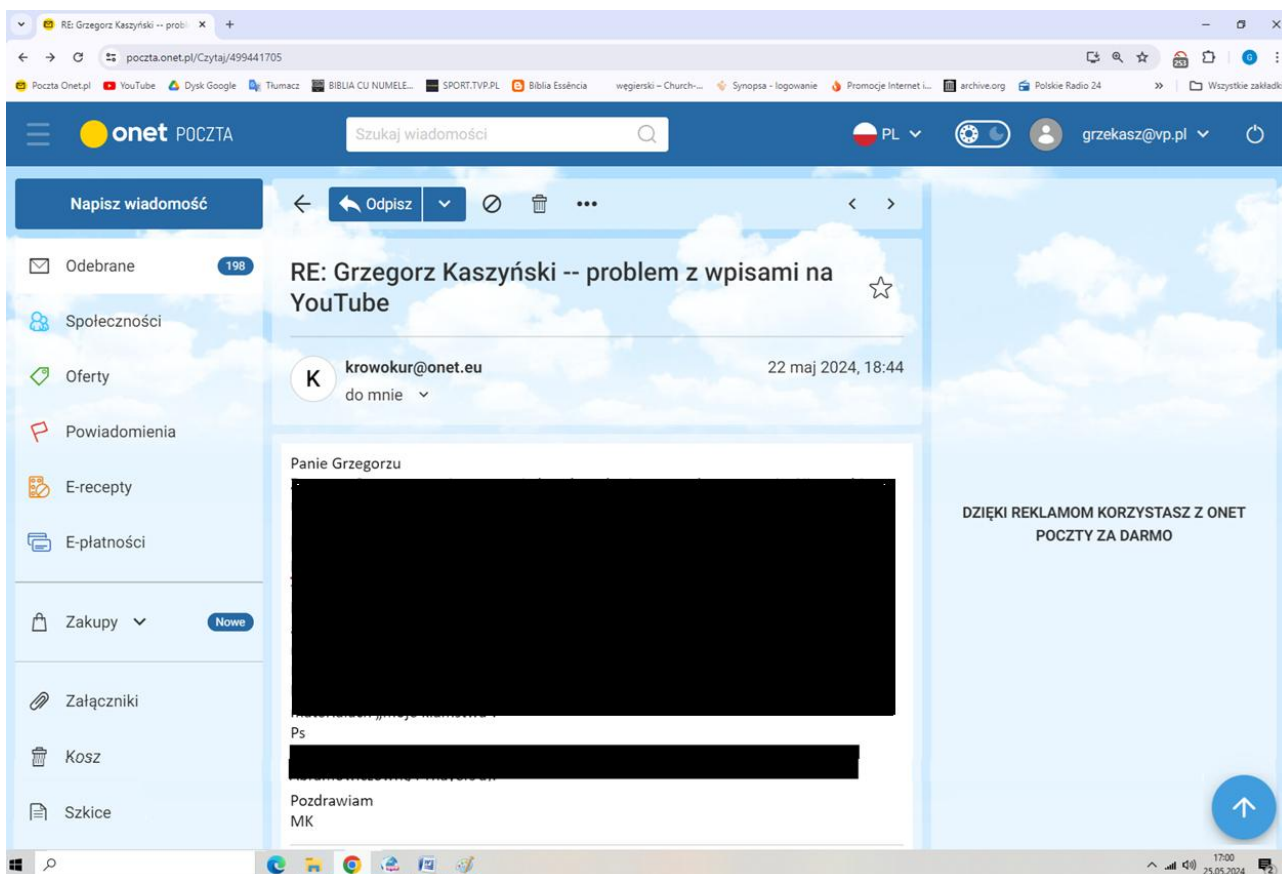 RE: Grzegorz Kaszyński -- probl
poczta.onet.pl/Czytaj/499441705
253
G
Poczta Onet.pl YouTube Dysk Google Tłumacz BIBLIA CU NUMELE... SPORT.TVP.PL Biblia Essência węgierski – Church-... Synopsa - logowanie Promocje Internet i... archive.org Polskie Radio 24 » Wszystkie zakładki
onet POCZTA Szukaj wiadomości PL grzekasz@vp.pl
Napisz wiadomość
Odpisz
Odebrane 198
Społeczności
Oferty
Powiadomienia
E-recepty
E-płatności
Zakupy Nowe
Załączniki
Kosz
Szkice
RE: Grzegorz Kaszyński -- problem z wpisami na
YouTube
K
krowokur@onet.eu 22 maj 2024, 18:44
do mnie
Panie Grzegorzu
Ps
Pozdrawiam
MK
DZIĘKI REKLAMOM KORZYSTASZ Z ONET
POCZTY ZA DARMO
17:00
25.05.2024
2